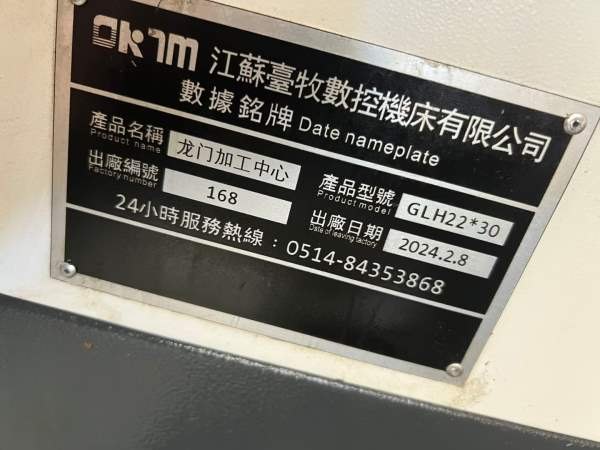 OKTM 江蘇臺牧數控機床有限公司
數據銘牌 Date nameplate
產品名稱 龙门加工中心 產品型號 GLH22*30
Product name Product model
出廠編號 168 出廠日期 2024.2.8
Factory number Date of leaving factory
24小時服務熱線：0514-84353868